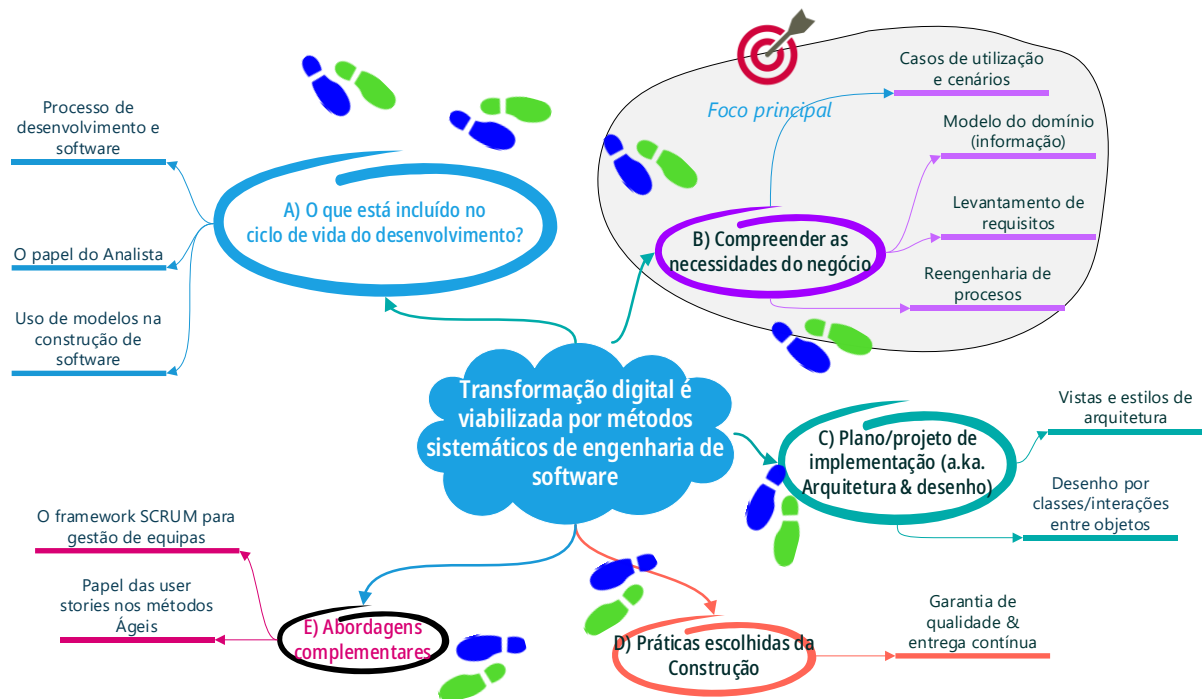 Processo de
desenvolvimento e
software
O papel do Analista
Uso de modelos na
construção de
software
A) O que está incluído no
ciclo de vida do desenvolvimento?
Foco principal
Casos de utilização
e cenários
Modelo do domínio
(informação)
Levantamento de
requisitos
Reengenharia de
procesos
B) Compreender as
necessidades do negócio
Transformação digital é
viabilizada por métodos
sistemáticos de engenharia de
software
C) Plano/projeto de
implementação (a.ka.
Arquitetura & desenho)
Vistas e estilos de
arquitetura
Desenho por
classes/interações
entre objetos
O framework SCRUM para
gestão de equipas
Papel das user
stories nos métodos
Ágeis
E) Abordagens
complementares
D) Práticas escolhidas da
Construção
Garantia de
qualidade &
entrega contínua